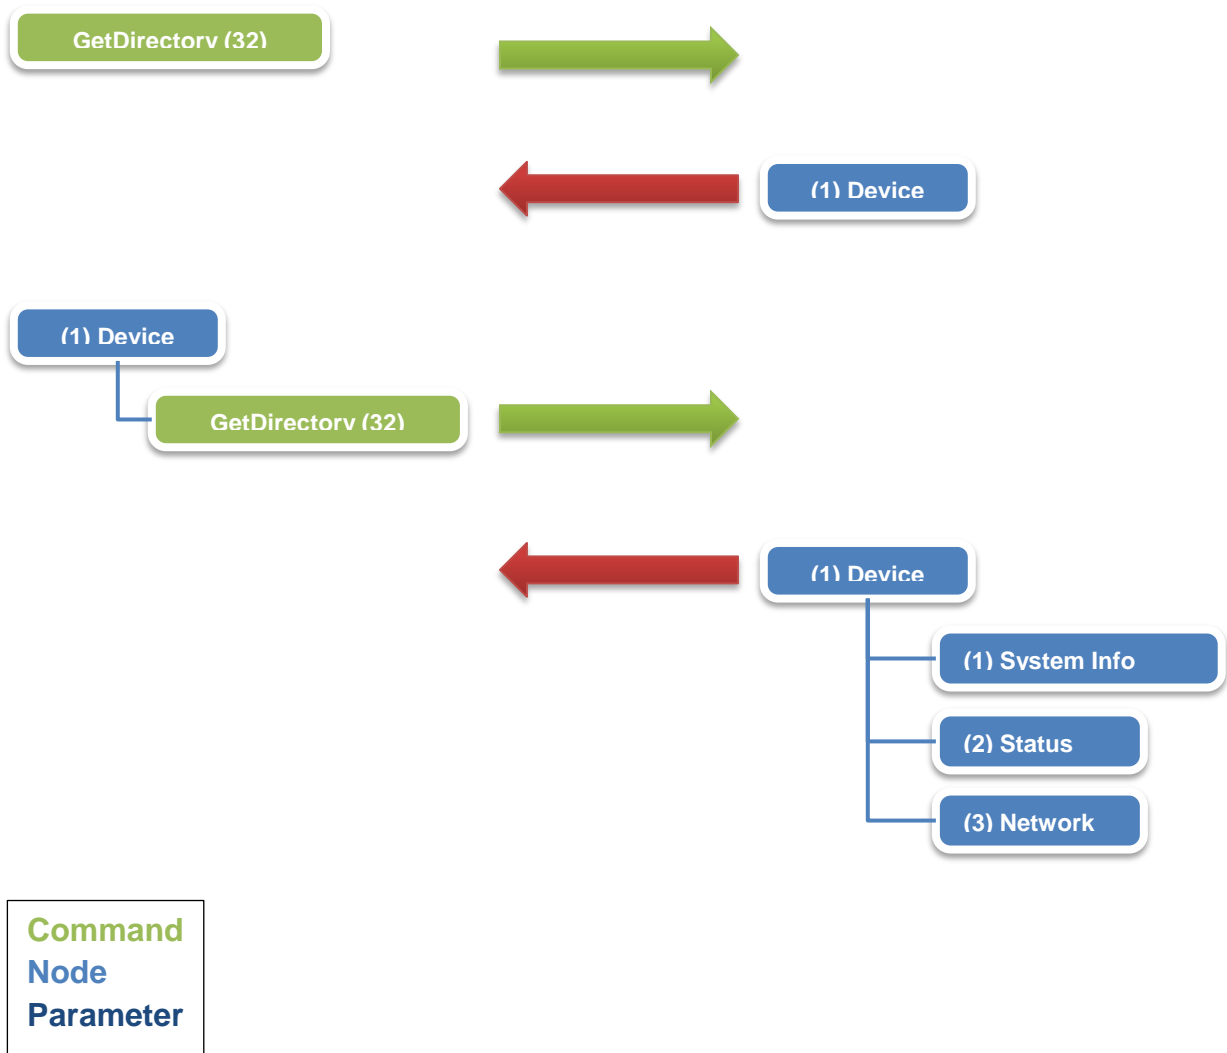 GetDirectory (32)
(1) Device
(1) Device
GetDirectory (32)
(1) Device
(1) System Info
(2) Status
(3) Network
Command
Node
Parameter